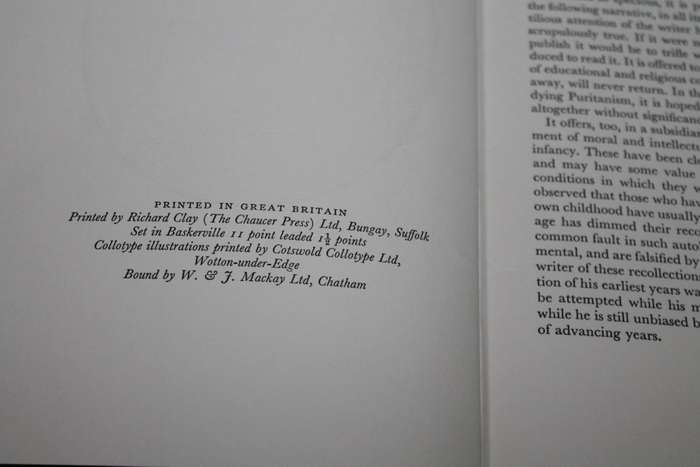 PRINTED IN GREAT BRITAIN
Printed by Richard Clay (The Chaucer Press) Ltd, Bungay, Suffolk
Set in Baskerville 11 point leaded 1½ points
Collotype illustrations printed by Cotswold Collotype Ltd,
Wotton-under-Edge
Bound by W. & J. Mackay Ltd, Chatham
the following narrative, in all
tilious attention of the writer
scrupulously true. If it were
publish it would be to trifle
duced to read it. It is offered to
of educational and religious
away, will never return. In
dying Puritanism, it is hoped
altogether without significan
It offers, too, in a subsidia
ment of moral and intellectu
infancy. These have been cl
and may have some value
conditions in which they
observed that those who hav
own childhood have usually
age has dimmed their reco
common fault in such auto
mental, and are falsified by
writer of these recollections
tion of his earliest years wa
be attempted while his m
while he is still unbiased b
of advancing years.